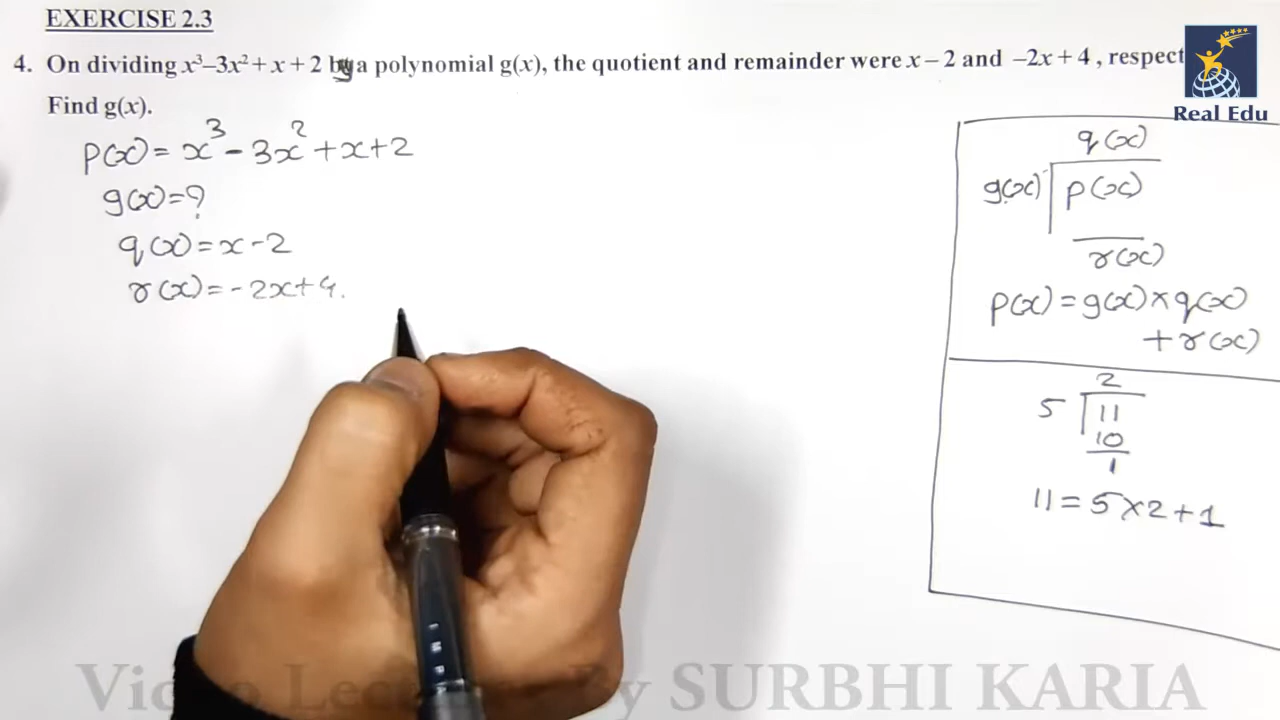 EXERCISE 2.3
4. On dividing x³–3x²+x+2 by a polynomial g(x), the quotient and remainder were x–2 and –2x+4, respect
Find g(x).
p(x) = x³ - 3x² + x + 2
g(x) = ?
q(x) = x - 2
r(x) = -2x + 4.
Real Edu
q(x)
g(x) p(x)
r(x)
p(x) = g(x) × q(x)
+ r(x)
2
5 11
10
1
11 = 5 × 2 + 1
SURBHI KARIA